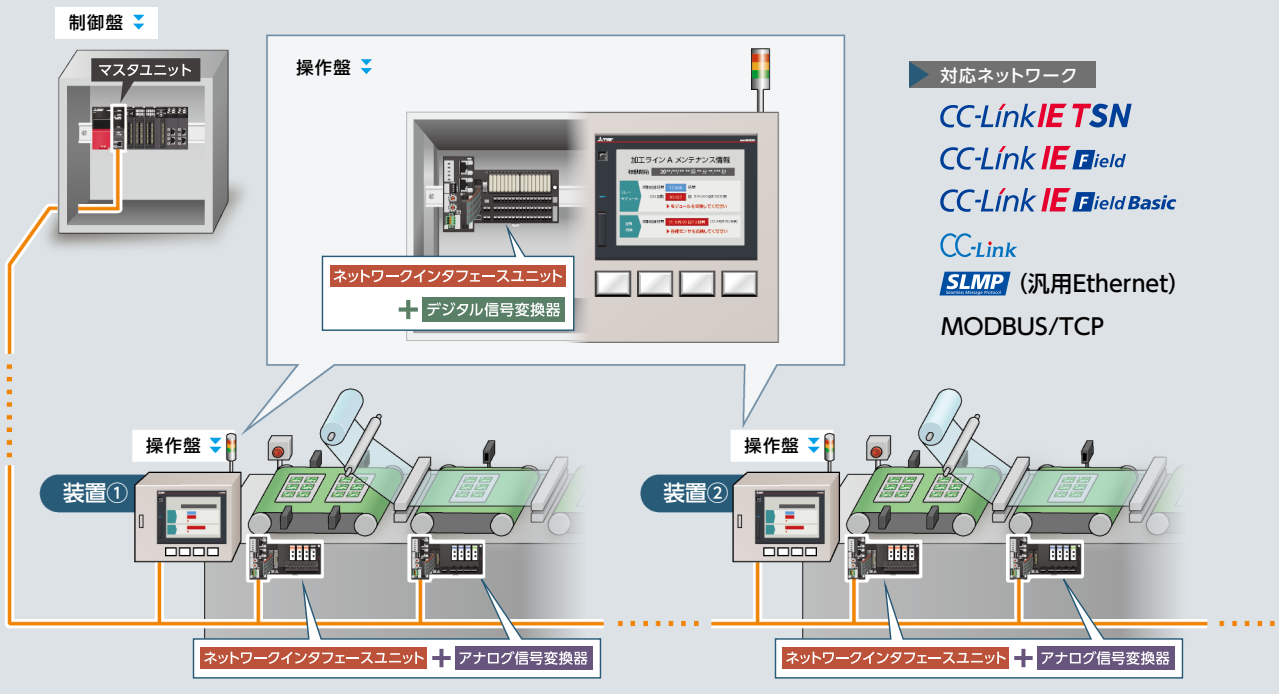 制御盤
マスタユニット
操作盤
加工ライン A メンテナンス情報
ネットワークインタフェースユニット
＋ デジタル信号変換器
対応ネットワーク
CC-Link IE TSN
CC-Link IE Field
CC-Link IE Field Basic
CC-Link
SLMP (汎用Ethernet)
MODBUS/TCP
操作盤
装置①
ネットワークインタフェースユニット ＋ アナログ信号変換器
操作盤
装置②
ネットワークインタフェースユニット ＋ アナログ信号変換器